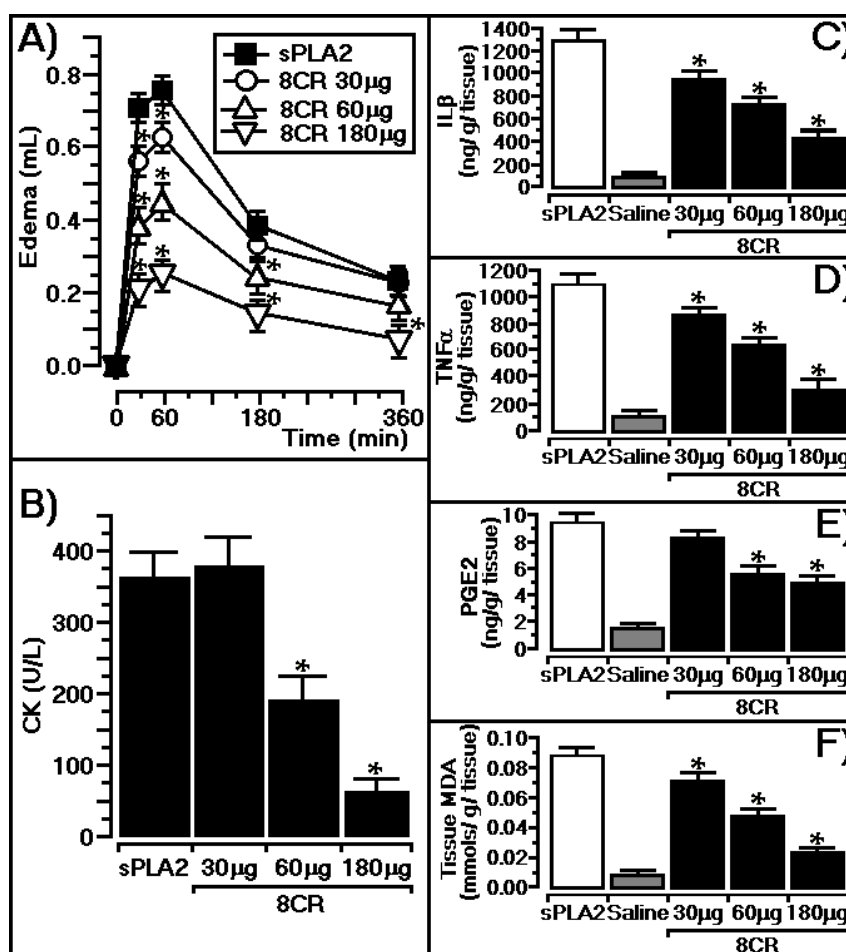 A)
sPLA2
8CR 30µg
8CR 60µg
8CR 180µg
Edema (mL)
0.8
0.6
0.4
0.2
0.0
* * * * * * * * *
0 60 180 360
Time (min)
B)
CK (U/L)
400
350
200
100
0
* *
sPLA2 30µg 60µg 180µg
8CR
C)
ILβ
(ng/ g/ tissue)
1400
1200
1000
800
600
400
200
0
* * *
sPLA2 Saline 30µg 60µg 180µg
8CR
D)
TNFα
(ng/g/ tissue)
1200
1000
800
600
400
200
0
* * *
sPLA2 Saline 30µg 60µg 180µg
8CR
E)
PGE2
(ng/g/ tissue)
10
8
6
4
2
0
* *
sPLA2 Saline 30µg 60µg 180µg
8CR
F)
Tissue MDA
(mmols/ g/ tissue)
0.10
0.08
0.06
0.04
0.02
0.00
* * *
sPLA2 Saline 30µg 60µg 180µg
8CR